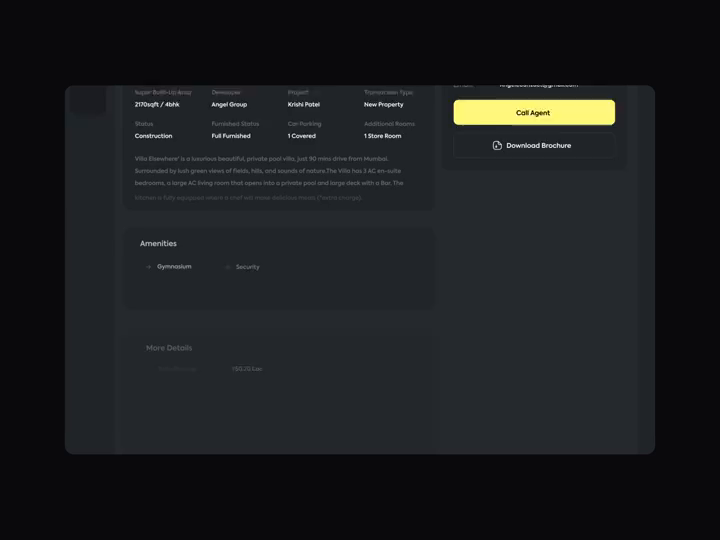 Super Built-Up Area Developer Project Transaction Type
2170sqft / 4bhk Angel Group Krishi Patel New Property
Status Furnished Status Car Parking Additional Rooms
Construction Full Furnished 1 Covered 1 Store Room
Villa Elsewhere' is a luxurious beautiful, private pool villa, just 90 mins drive from Mumbai.
Surrounded by lush green views of fields, hills, and sounds of nature.The Villa has 3 AC en-suite
bedrooms, a large AC living room that opens into a private pool and large deck with a Bar. The
kitchen is fully equipped where a chef will make delicious meals (*extra charge).
Call Agent
Download Brochure
Amenities
Gymnasium Security
More Details